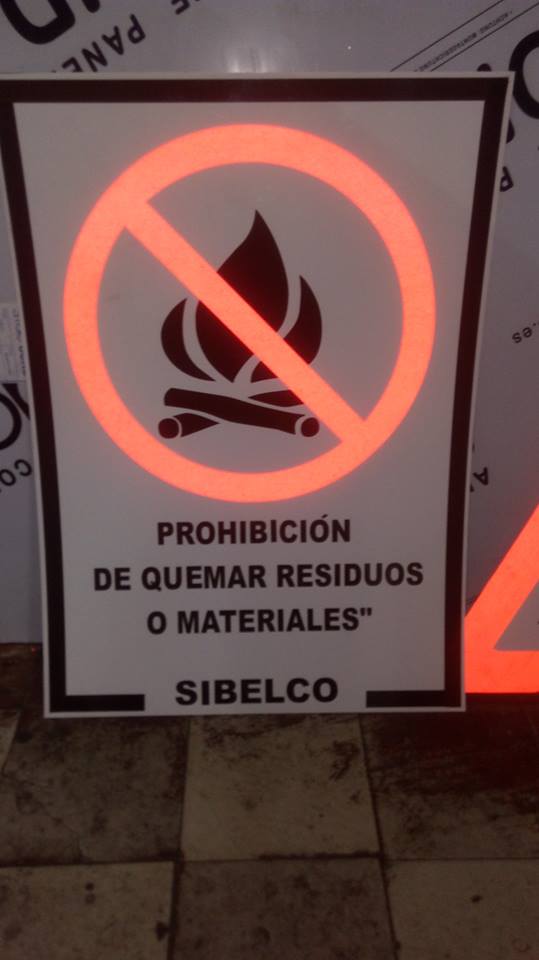 PROHIBICIÓN
DE QUEMAR RESIDUOS
O MATERIALES"
SIBELCO